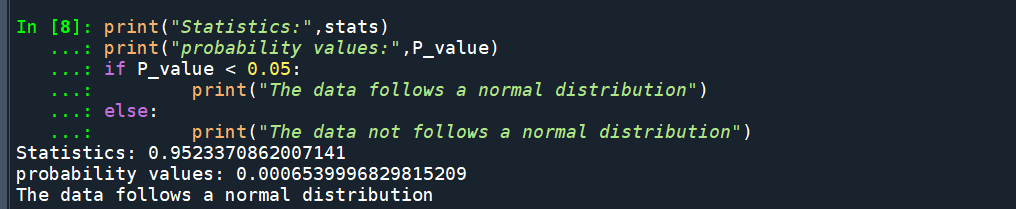 In [8]: print("Statistics:",stats)
...: print("probability values:",P_value)
...: if P_value < 0.05:
...:         print("The data follows a normal distribution")
...: else:
...:         print("The data not follows a normal distribution")
Statistics: 0.9523370862007141
probability values: 0.0006539996829815209
The data follows a normal distribution